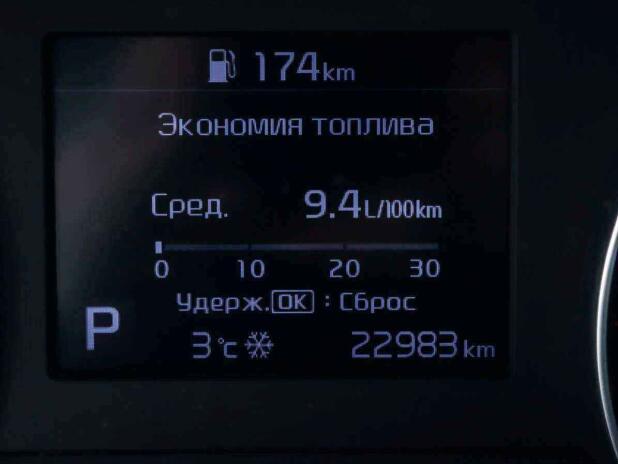 174km
Экономия топлива
Сред. 9.4L/100km
0 10 20 30
Удерж.OK : Сброс
P
3°C 22983km